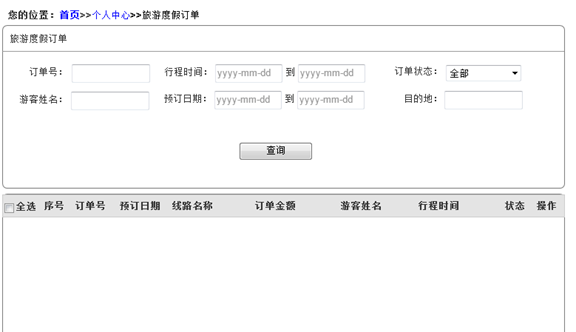 您的位置：首页>>个人中心>>旅游度假订单
旅游度假订单
订单号： 行程时间： yyyy-mm-dd 到 yyyy-mm-dd 订单状态： 全部
游客姓名： 预订日期： yyyy-mm-dd 到 yyyy-mm-dd 目的地：
查询
全选 序号 订单号 预订日期 线路名称 订单金额 游客姓名 行程时间 状态 操作